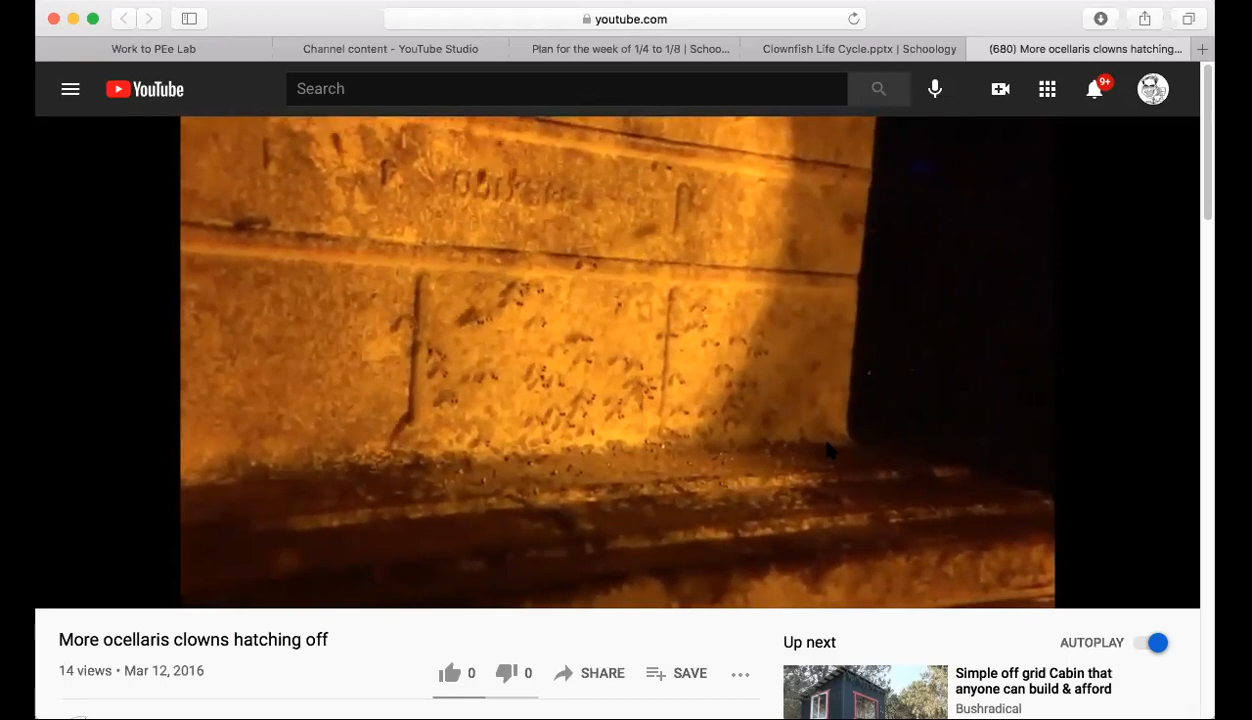 youtube.com
Work to PEe Lab
Channel content - YouTube Studio
Plan for the week of 1/4 to 1/8 | Schoo...
Clownfish Life Cycle.pptx | Schoology
(680) More ocellaris clowns hatching...
YouTube
Search
9+
More ocellaris clowns hatching off
14 views • Mar 12, 2016
0
0
SHARE
SAVE
Up next
AUTOPLAY
Simple off grid Cabin that
anyone can build & afford
Bushradical